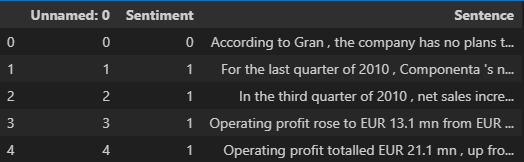 Unnamed: 0 Sentiment Sentence
0 0 0 According to Gran , the company has no plans t...
1 1 1 For the last quarter of 2010 , Componenta 's n...
2 2 1 In the third quarter of 2010 , net sales incre...
3 3 1 Operating profit rose to EUR 13.1 mn from EUR ...
4 4 1 Operating profit totalled EUR 21.1 mn , up fro...